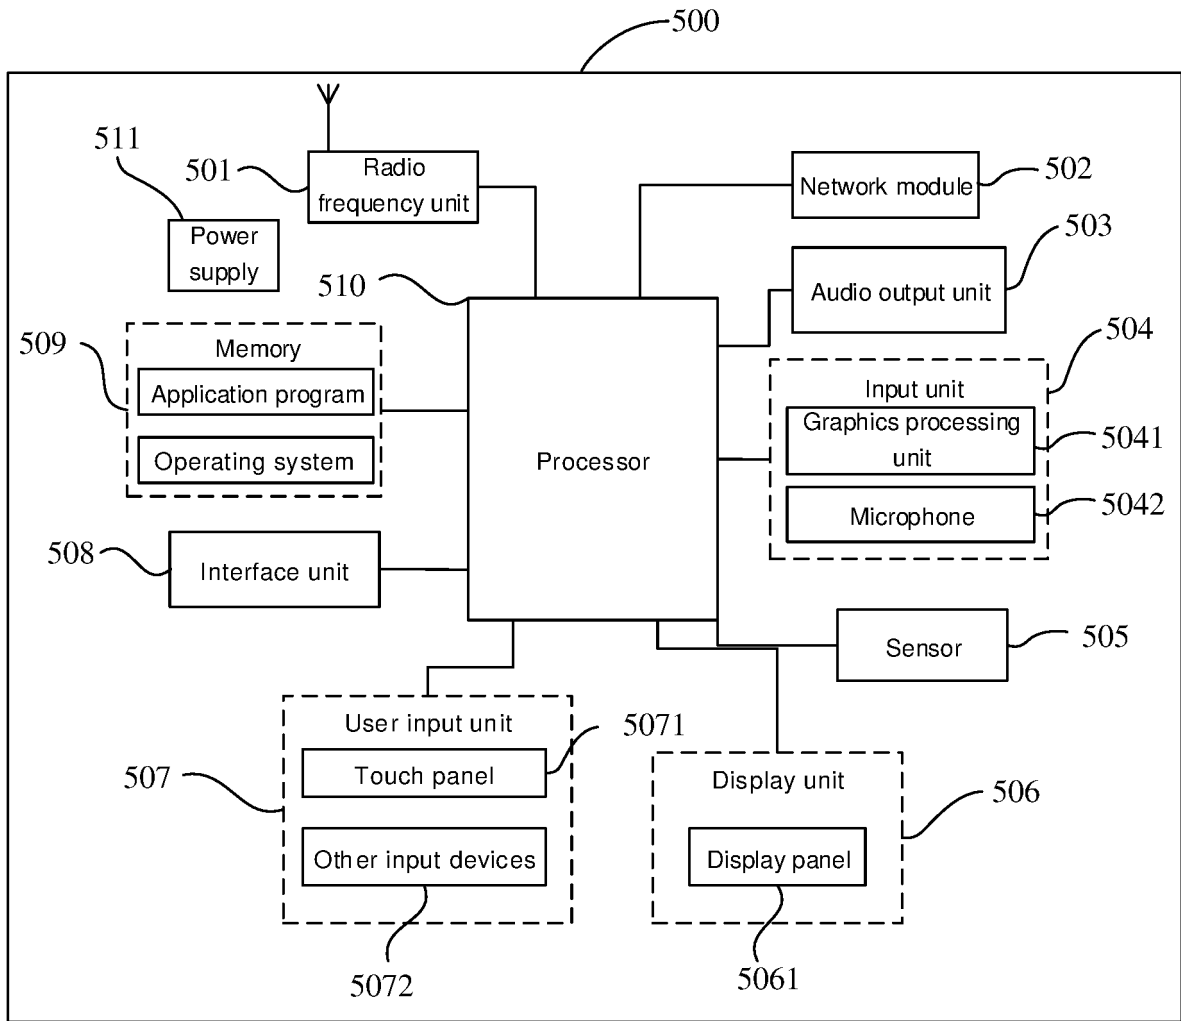 500
511
501
Radio
frequency unit
Network module
502
Power
supply
503
Audio output unit
510
504
509
Memory
Application program
Operating system
Input unit
Graphics processing
unit
5041
Processor
Microphone
5042
508
Interface unit
Sensor
505
User input unit
5071
507
Touch panel
Other input devices
5072
Display unit
506
Display panel
5061